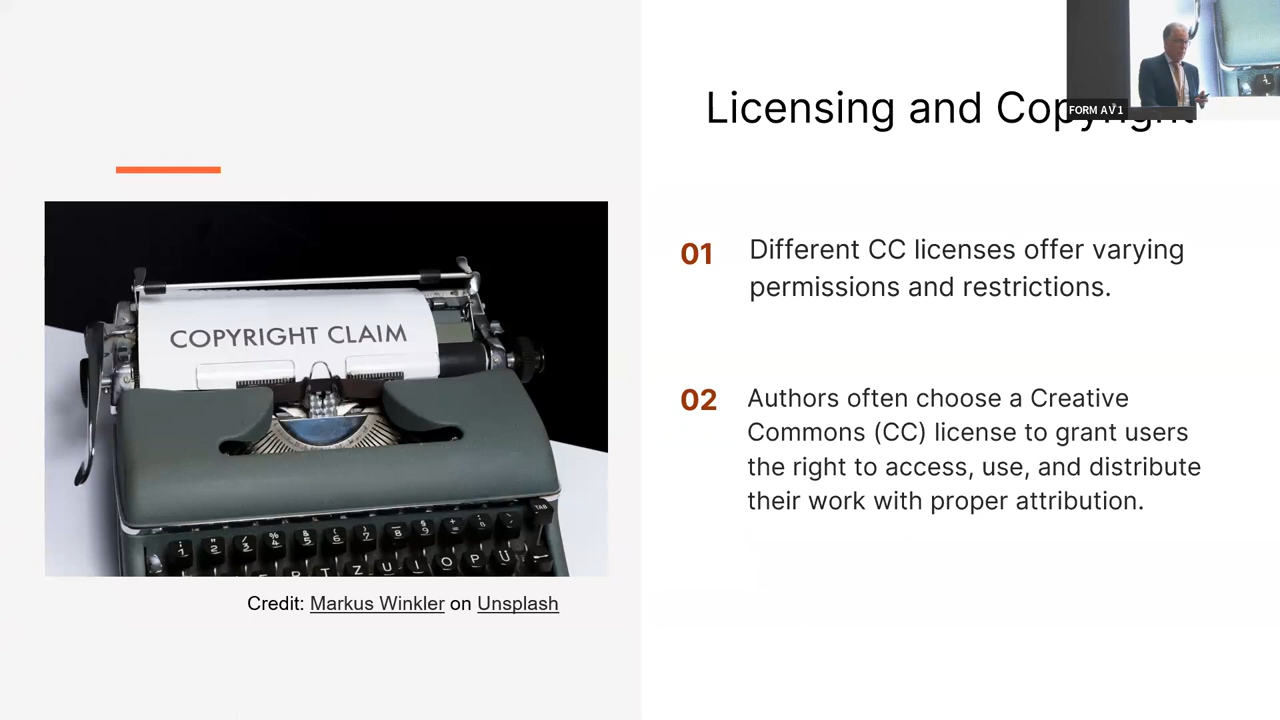 Licensing and Copyright
FORM AV 1
COPYRIGHT CLAIM
Credit: Markus Winkler on Unsplash
01 Different CC licenses offer varying
permissions and restrictions.
02 Authors often choose a Creative
Commons (CC) license to grant users
the right to access, use, and distribute
their work with proper attribution.
TAB
T Z U I O P Ü